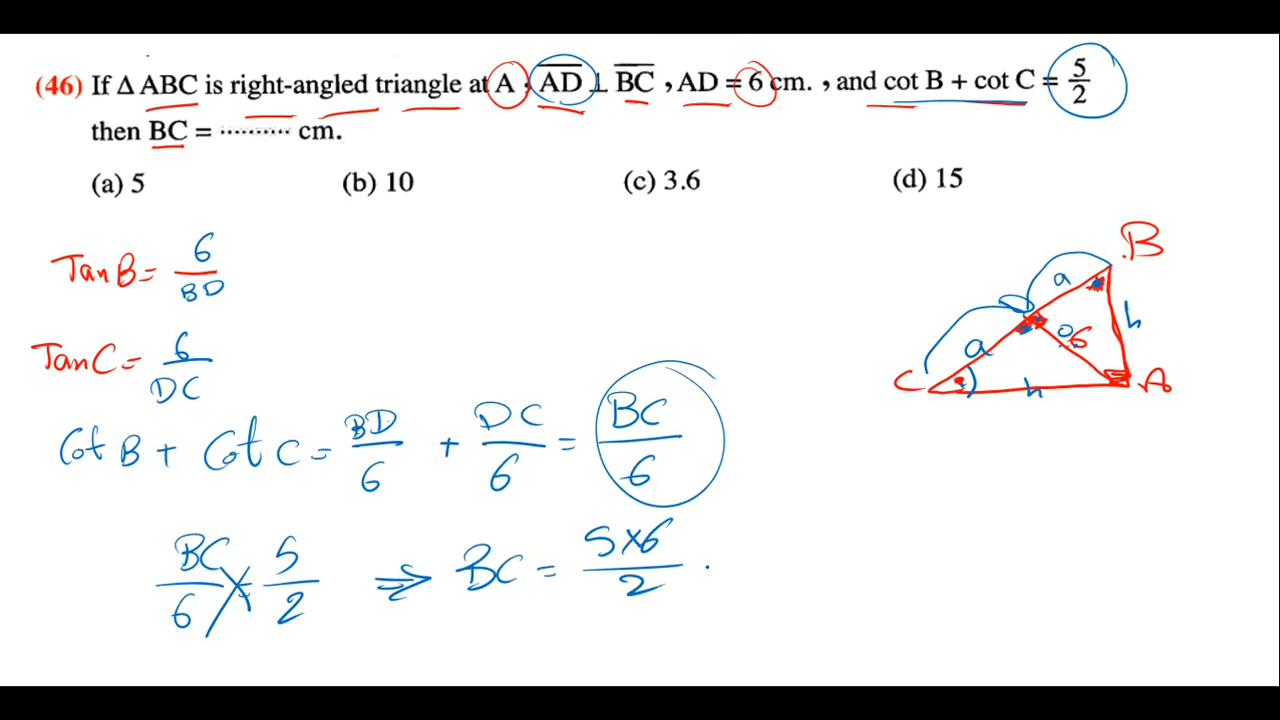 (46) If Δ ABC is right-angled triangle at A , AD ⊥ BC , AD = 6 cm. , and cot B + cot C = 5/2
then BC = ·········· cm.
(a) 5 (b) 10 (c) 3.6 (d) 15
Tan B = 6/BD
Tan C = 6/DC
Cot B + Cot C = BD/6 + DC/6 = BC/6
BC/6 = 5/2 ⇒ BC = 5×6/2 .
B
a
h
D
6
a
C
h
A